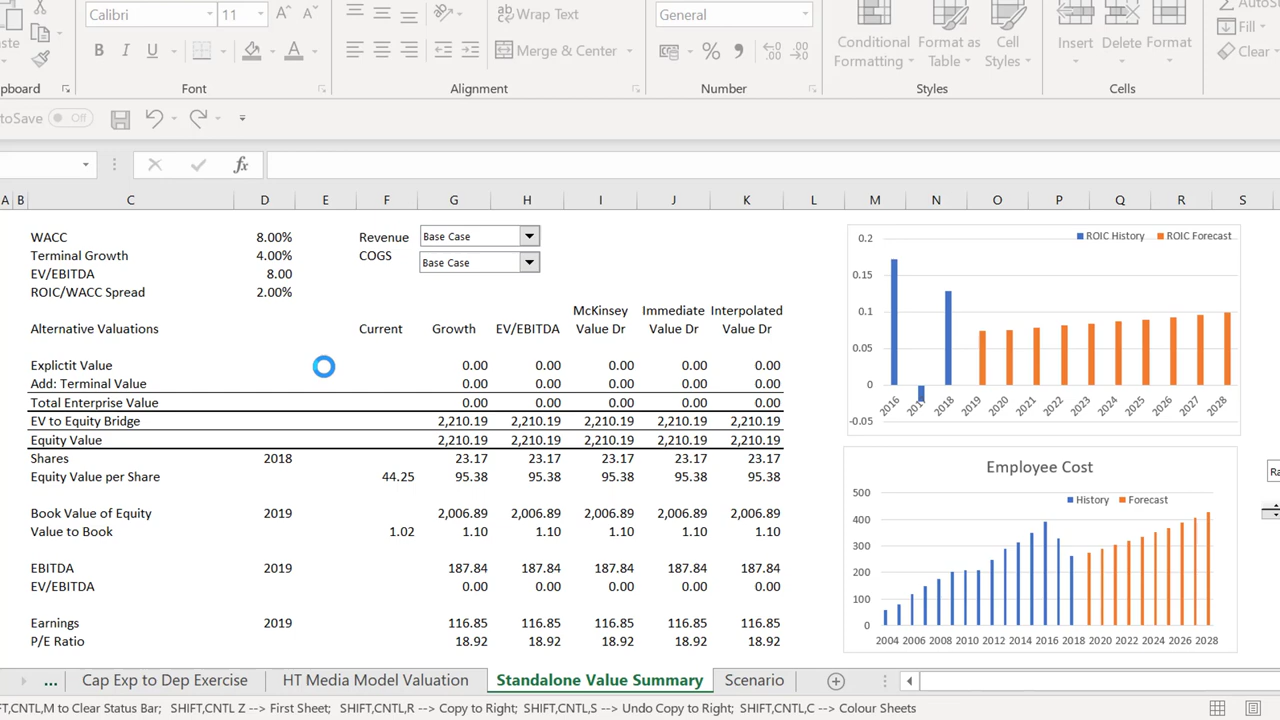 Calibri 11 Wrap Text General AutoSu
Conditional Format as Cell Insert Delete Format Fill
Formatting Table Styles Clear
Merge & Center
pboard Font Alignment Number Styles Cells
toSave Off
fx
A B C D E F G H I J K L M N O P Q R S
WACC 8.00% Revenue Base Case
Terminal Growth 4.00% COGS Base Case
EV/EBITDA 8.00
ROIC/WACC Spread 2.00%
McKinsey Immediate Interpolated
Alternative Valuations Current Growth EV/EBITDA Value Dr Value Dr Value Dr
Explictit Value 0.00 0.00 0.00 0.00 0.00
Add: Terminal Value 0.00 0.00 0.00 0.00 0.00
Total Enterprise Value 0.00 0.00 0.00 0.00 0.00
EV to Equity Bridge 2,210.19 2,210.19 2,210.19 2,210.19 2,210.19
Equity Value 2,210.19 2,210.19 2,210.19 2,210.19 2,210.19
Shares 2018 23.17 23.17 23.17 23.17 23.17
Equity Value per Share 44.25 95.38 95.38 95.38 95.38 95.38
Book Value of Equity 2019 2,006.89 2,006.89 2,006.89 2,006.89 2,006.89
Value to Book 1.02 1.10 1.10 1.10 1.10 1.10
EBITDA 2019 187.84 187.84 187.84 187.84 187.84
EV/EBITDA 0.00 0.00 0.00 0.00 0.00
Earnings 2019 116.85 116.85 116.85 116.85 116.85
P/E Ratio 18.92 18.92 18.92 18.92 18.92
ROIC History ROIC Forecast
0.2
0.15
0.1
0.05
0
-0.05
2016 2018 2019 2020 2021 2022 2023 2024 2025 2026 2027 2028
Employee Cost
History Forecast
500
400
300
200
100
0
2004 2006 2008 2010 2012 2014 2016 2018 2020 2022 2024 2026 2028
Ra
... Cap Exp to Dep Exercise HT Media Model Valuation Standalone Value Summary Scenario
FT,CNTL,M to Clear Status Bar; SHIFT,CNTL Z --> First Sheet; SHIFT,CNTL,R --> Copy to Right; SHIFT,CNTL,S --> Undo Copy to Right; SHIFT,CNTL,C --> Colour Sheets